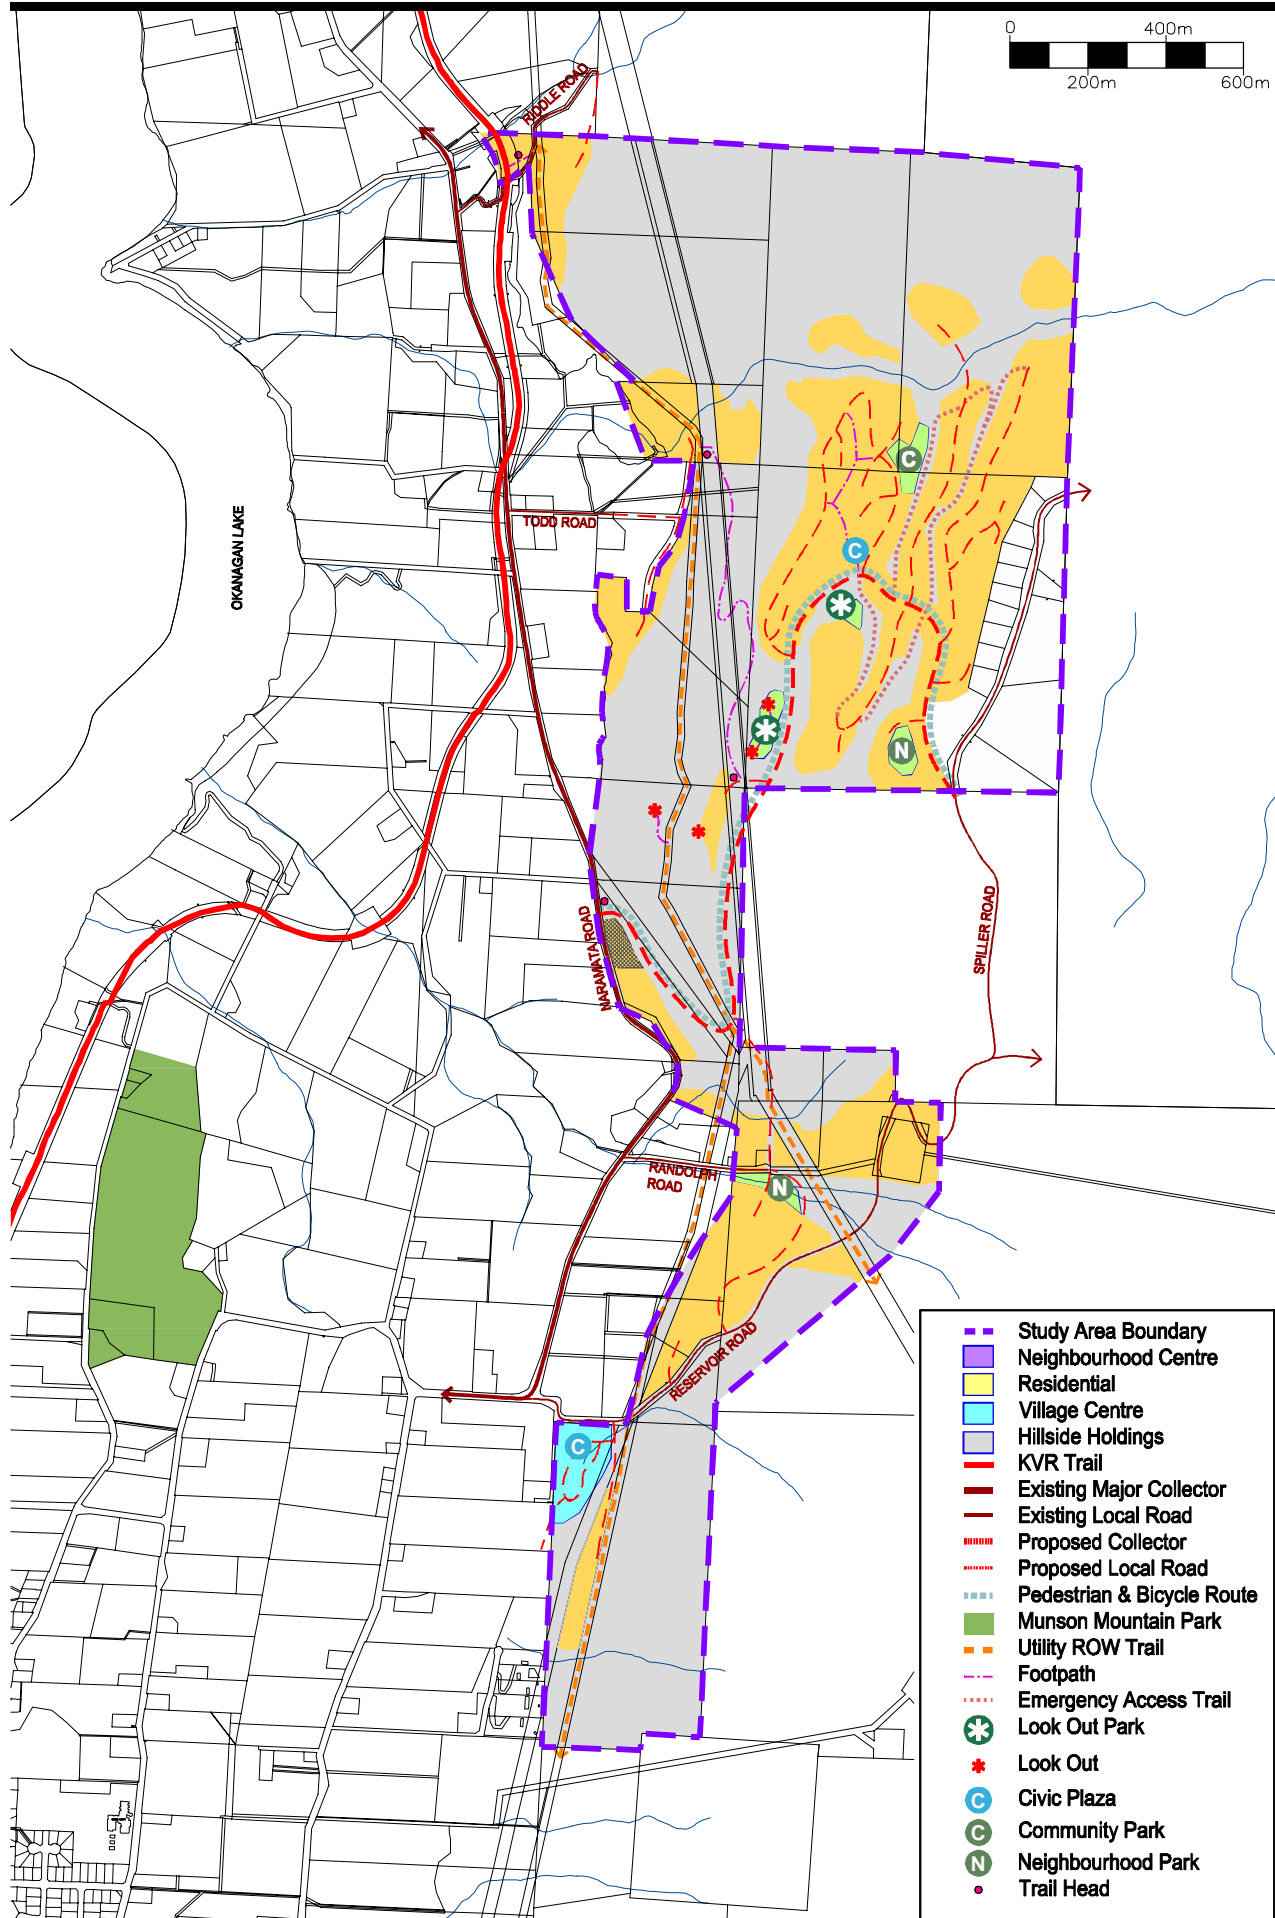 0
400m
200m
600m
RIDDLE ROAD
C
OKANAGAN LAKE
TODD ROAD
C
N
NARAMATA ROAD
SPILLER ROAD
RANDOLPH
ROAD
N
RESERVOIR ROAD
C
Study Area Boundary
Neighbourhood Centre
Residential
Village Centre
Hillside Holdings
KVR Trail
Existing Major Collector
Existing Local Road
Proposed Collector
Proposed Local Road
Pedestrian & Bicycle Route
Munson Mountain Park
Utility ROW Trail
Footpath
Emergency Access Trail
Look Out Park
Look Out
C Civic Plaza
C Community Park
N Neighbourhood Park
Trail Head